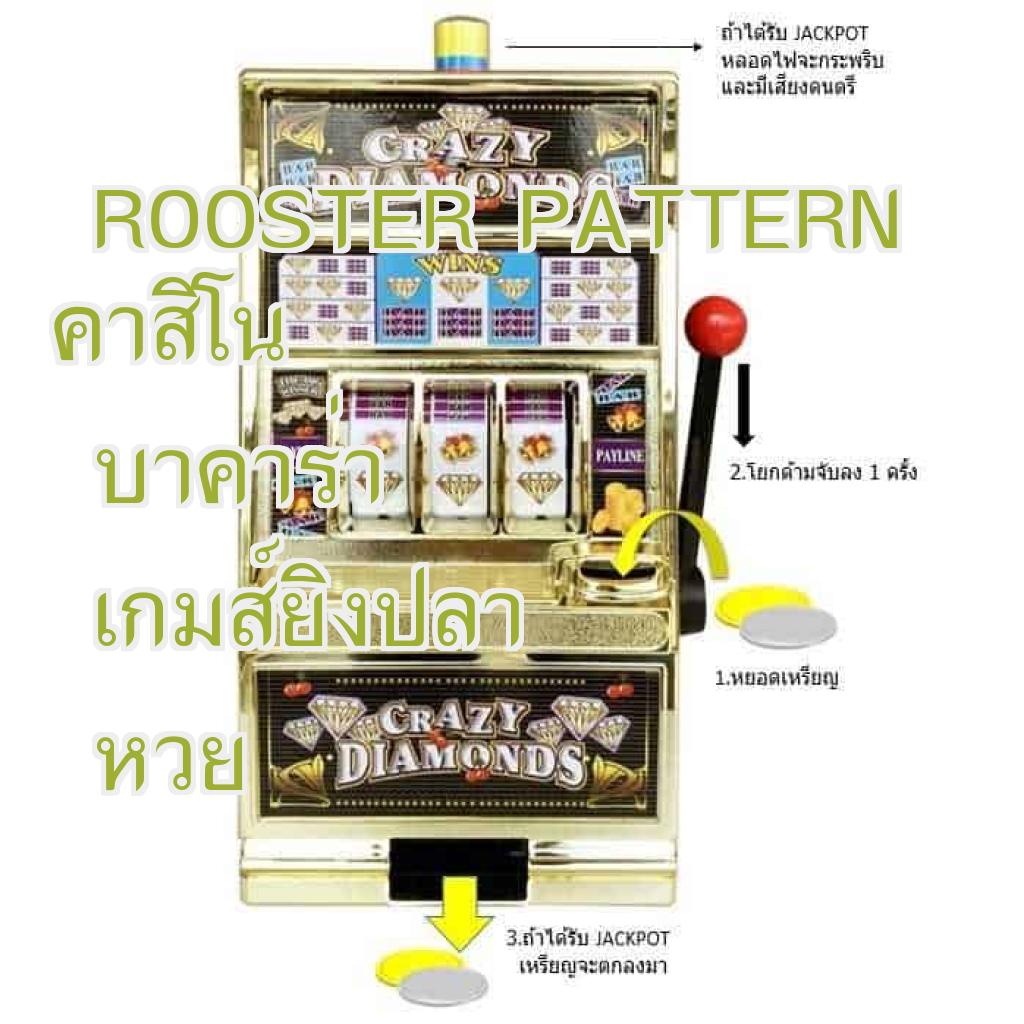 ถ้าได้รับ JACKPOT
หลอดไฟจะกระพริบ
และมีเสียงดนตรี
CRAZY
DIAMONDS
ROOSTER PATTERN
WINS
คาสิโน
บาคาร่า
PAYLINE
2.โยกด้ามจับลง 1 ครั้ง
เกมส์ยิงปลา
1.หยอดเหรียญ
CRAZY
DIAMONDS
หวย
3.ถ้าได้รับ JACKPOT
เหรียญจะตกลงมา